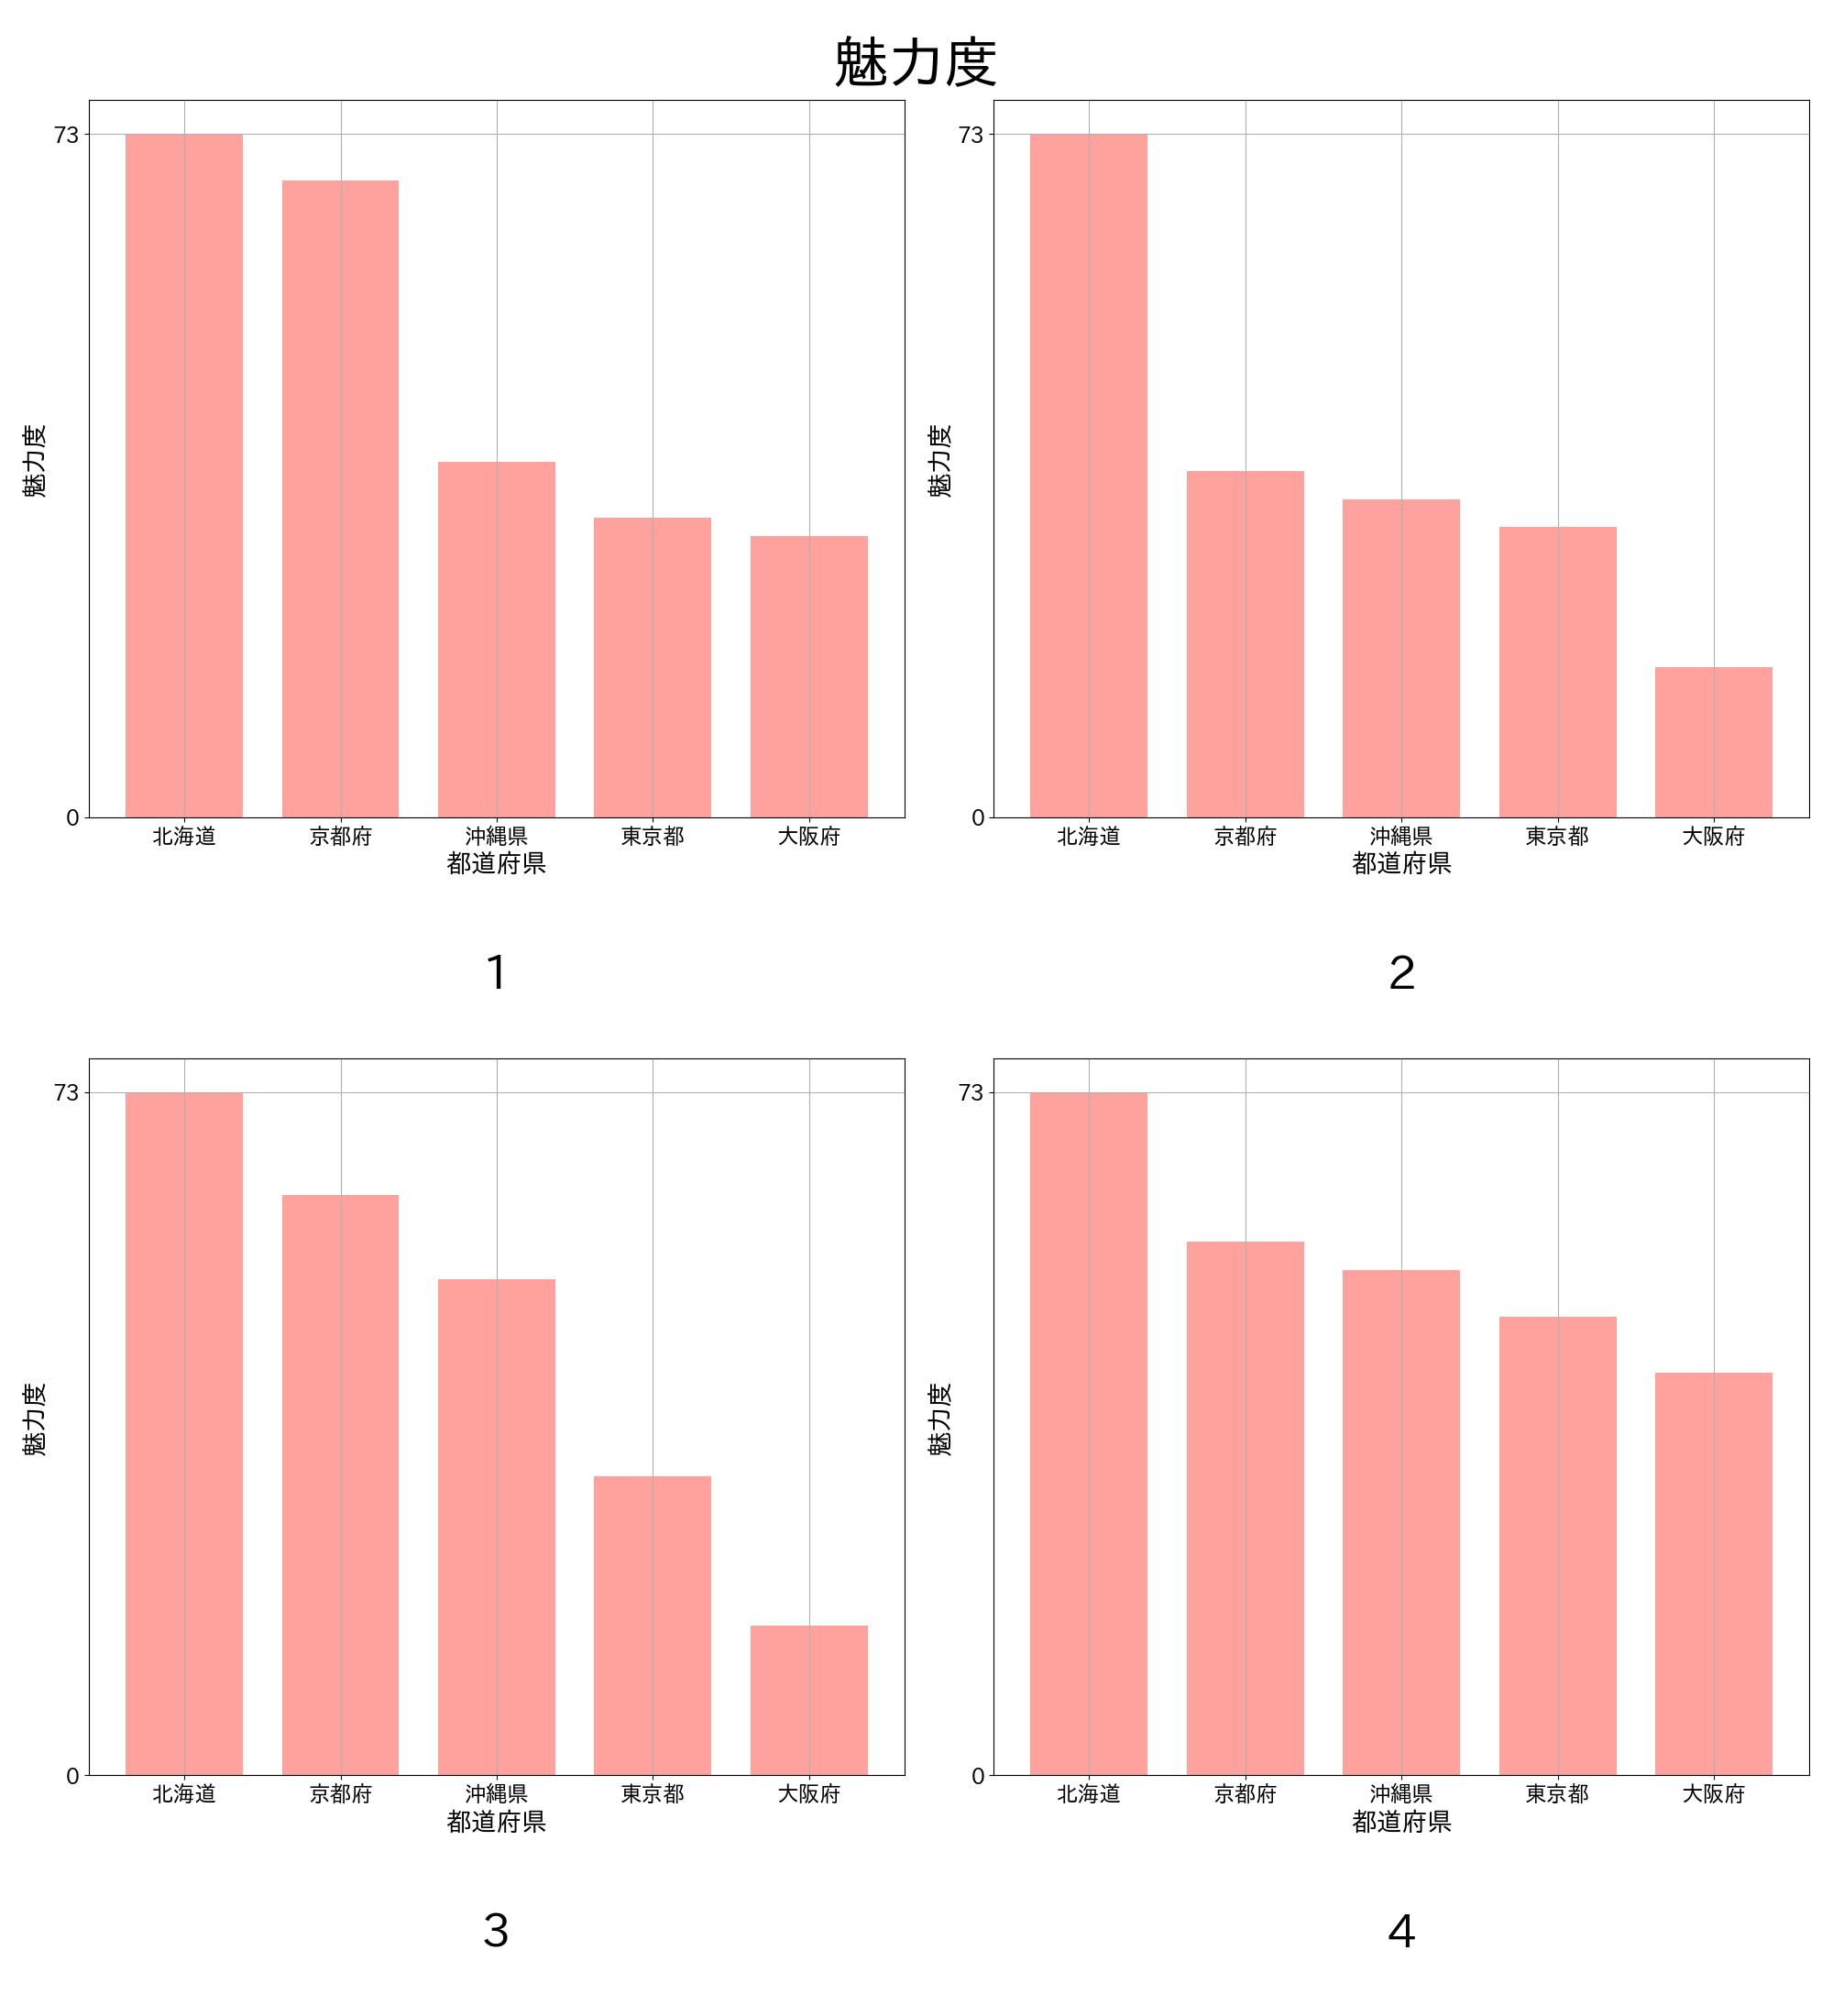 魅力度
73
魅力度
0
北海道 京都府 沖縄県 東京都 大阪府
都道府県
1
73
魅力度
0
北海道 京都府 沖縄県 東京都 大阪府
都道府県
2
73
魅力度
0
北海道 京都府 沖縄県 東京都 大阪府
都道府県
3
73
魅力度
0
北海道 京都府 沖縄県 東京都 大阪府
都道府県
4